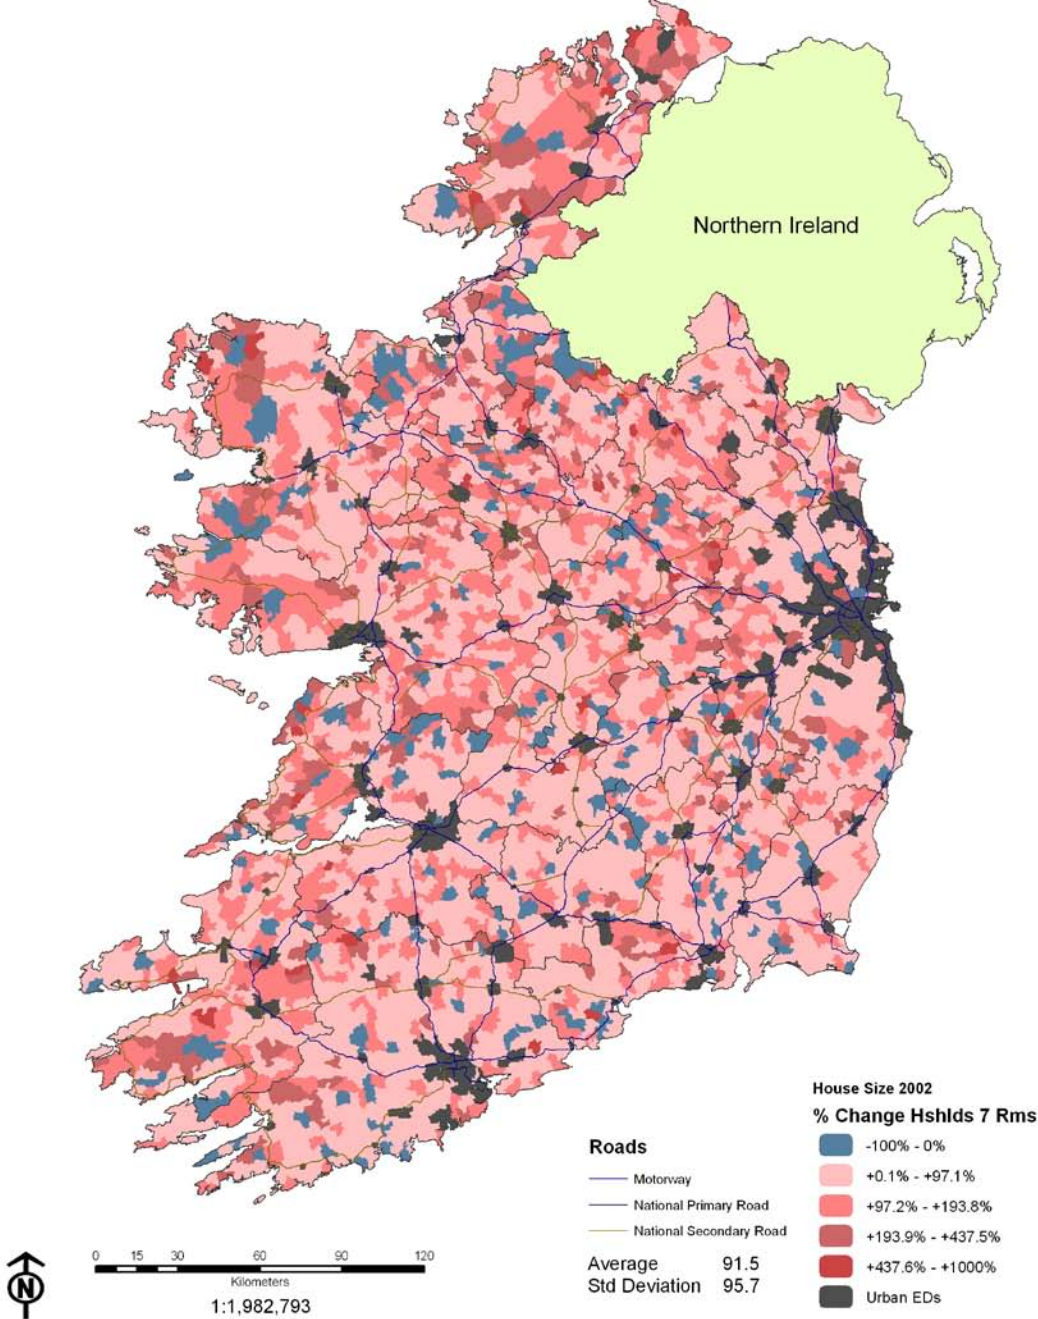 Northern Ireland
House Size 2002
% Change Hshlds 7 Rms
-100% - 0%
+0.1% - +97.1%
+97.2% - +193.8%
+193.9% - +437.5%
+437.6% - +1000%
Urban EDs
Roads
Motorway
National Primary Road
National Secondary Road
Average 91.5
Std Deviation 95.7
0 15 30 60 90 120
Kilometers
1:1,982,793
N